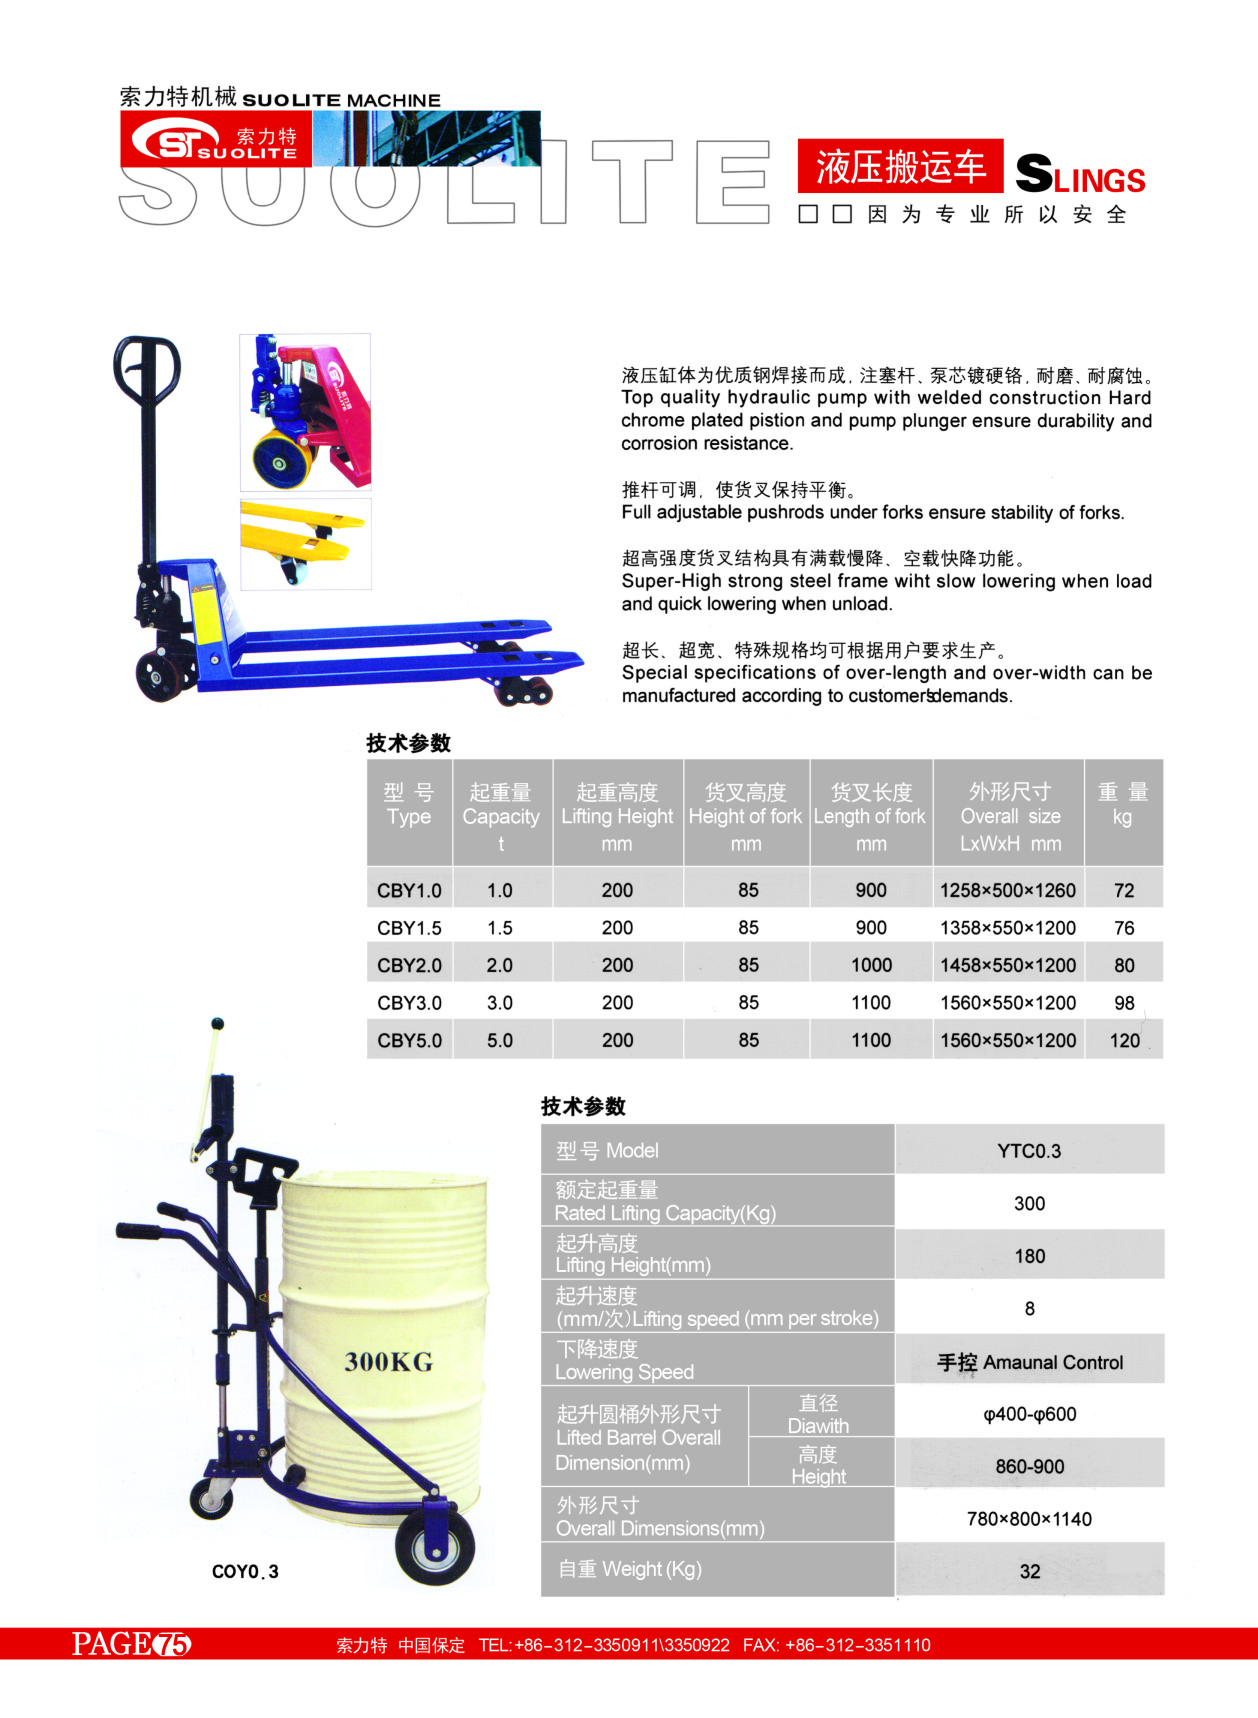 索力特机械 SUOLITE MACHINE
ST 索力特
SUOLITE
SUOLITE
液压搬运车 SLINGS
□□因为专业所以安全
ST 索力特
SUOLITE
液压缸体为优质钢焊接而成, 注塞杆、泵芯镀硬铬, 耐磨、耐腐蚀。
Top quality hydraulic pump with welded construction Hard
chrome plated pistion and pump plunger ensure durability and
corrosion resistance.
推杆可调, 使货叉保持平衡。
Full adjustable pushrods under forks ensure stability of forks.
超高强度货叉结构具有满载慢降、空载快降功能。
Super-High strong steel frame wiht slow lowering when load
and quick lowering when unload.
超长、超宽、特殊规格均可根据用户要求生产。
Special specifications of over-length and over-width can be
manufactured according to customer'sdemands.
技术参数
型 号 起重量 起重高度 货叉高度 货叉长度 外形尺寸 重 量
Type Capacity Lifting Height Height of fork Length of fork Overall size kg
t mm mm mm LxWxH mm
CBY1.0 1.0 200 85 900 1258×500×1260 72
CBY1.5 1.5 200 85 900 1358×550×1200 76
CBY2.0 2.0 200 85 1000 1458×550×1200 80
CBY3.0 3.0 200 85 1100 1560×550×1200 98
CBY5.0 5.0 200 85 1100 1560×550×1200 120
技术参数
型号 Model YTC0.3
额定起重量
Rated Lifting Capacity(Kg) 300
起升高度
Lifting Height(mm) 180
起升速度
(mm/次)Lifting speed (mm per stroke) 8
下降速度
Lowering Speed 手控 Amaunal Control
起升圆桶外形尺寸
Lifted Barrel Overall
Dimension(mm)
直径
Diawith φ400-φ600
高度
Height 860-900
外形尺寸
Overall Dimensions(mm) 780×800×1140
自重 Weight (Kg) 32
300KG
COY0.3
PAGE 75 索力特 中国保定 TEL:+86-312-3350911\3350922 FAX: +86-312-3351110